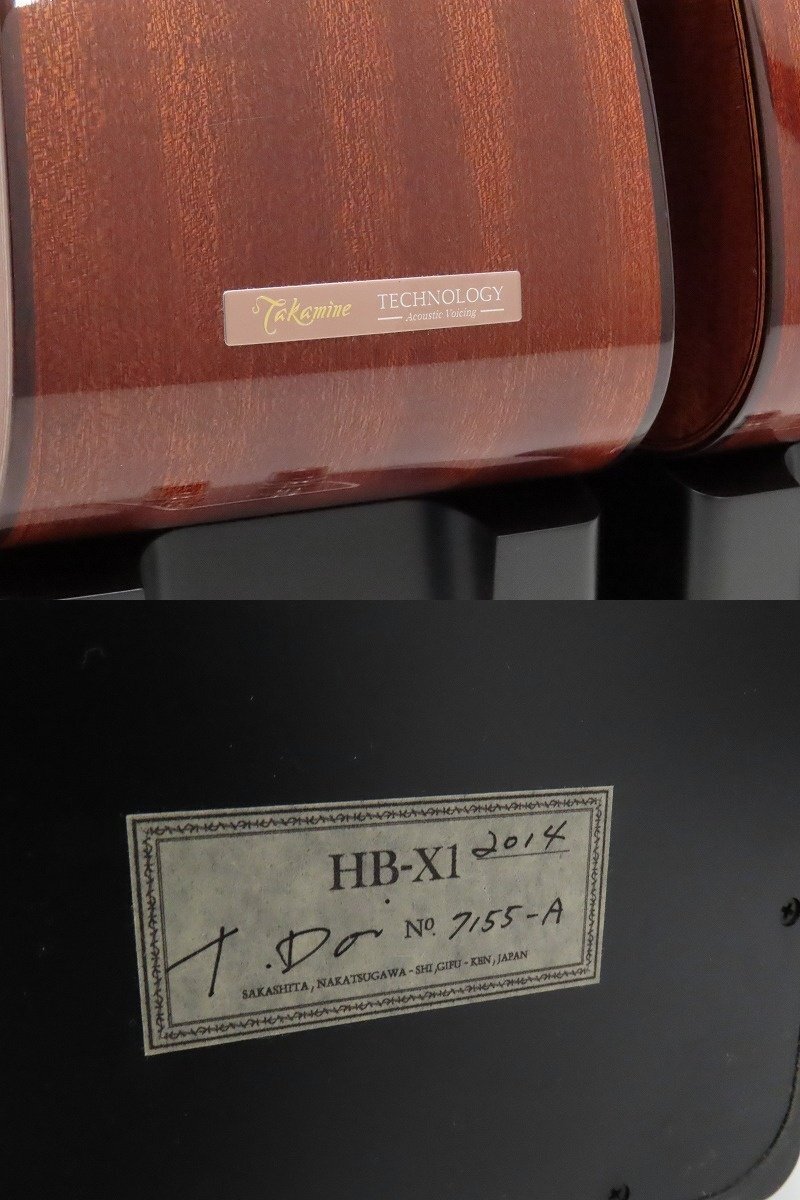 Takamine TECHNOLOGY
Acoustic Voicing
HB-X1 2014
T. Doi No. 7155-A
SAKASHITA, NAKATSUGAWA-SHI, GIFU-KEN, JAPAN